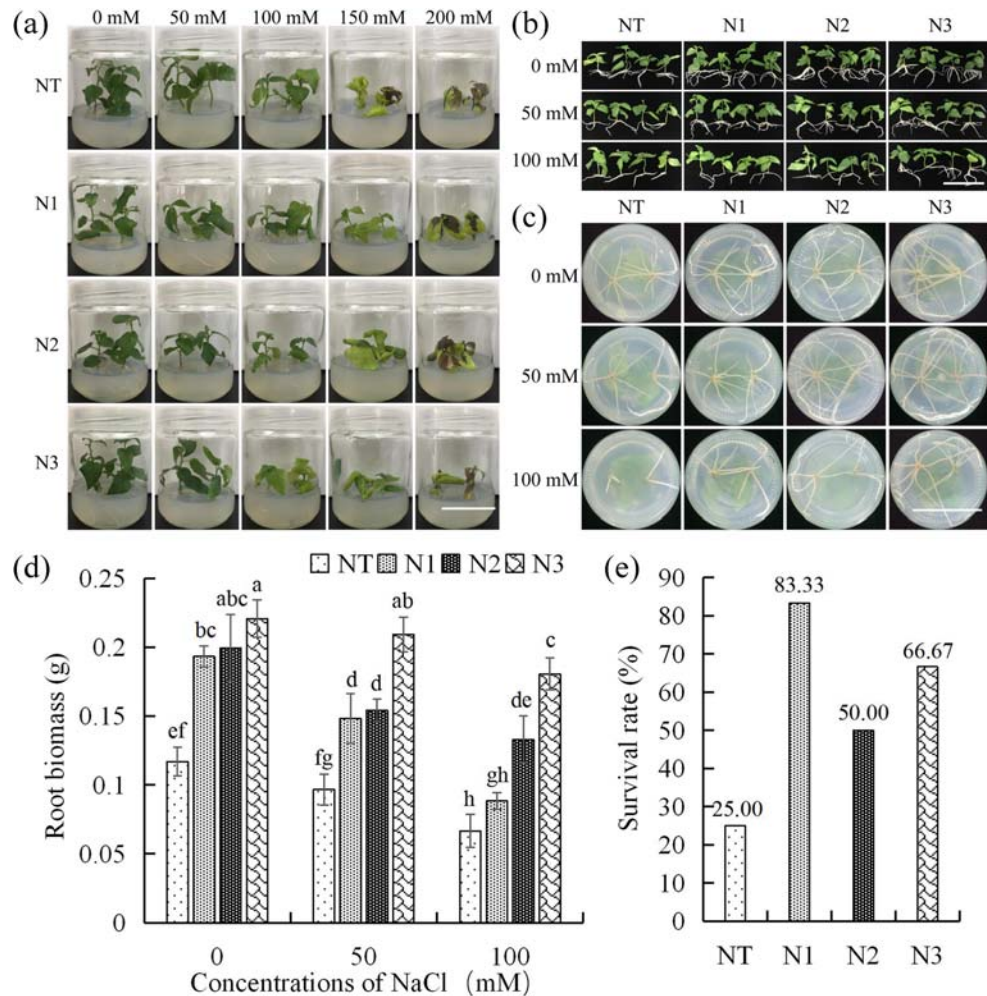 (a)
0 mM 50 mM 100 mM 150 mM 200 mM
NT
N1
N2
N3
(b)
NT N1 N2 N3
0 mM
50 mM
100 mM
(c)
NT N1 N2 N3
0 mM
50 mM
100 mM
(d)
NT N1 N2 N3
Root biomass (g)
0.25
0.2
0.15
0.1
0.05
0
ef bc abc a
fg d d ab
h gh de c
0 50 100
Concentrations of NaCl (mM)
(e)
Survival rate (%)
90
80
70
60
50
40
30
20
10
0
25.00
83.33
50.00
66.67
NT N1 N2 N3